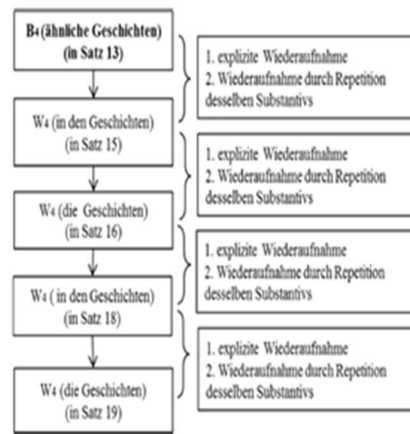 B4 (ähnliche Geschichten)
(in Satz 13)
1. explizite Wiederaufnahme
2. Wiederaufnahme durch Repetition
desselben Substantivs
W4 (in den Geschichten)
(in Satz 15)
1. explizite Wiederaufnahme
2. Wiederaufnahme durch Repetition
desselben Substantivs
W4 (die Geschichten)
(in Satz 16)
1. explizite Wiederaufnahme
2. Wiederaufnahme durch Repetition
desselben Substantivs
W4 ( in den Geschichten)
(in Satz 18)
1. explizite Wiederaufnahme
2. Wiederaufnahme durch Repetition
desselben Substantivs
W4 (die Geschichten)
(in Satz 19)